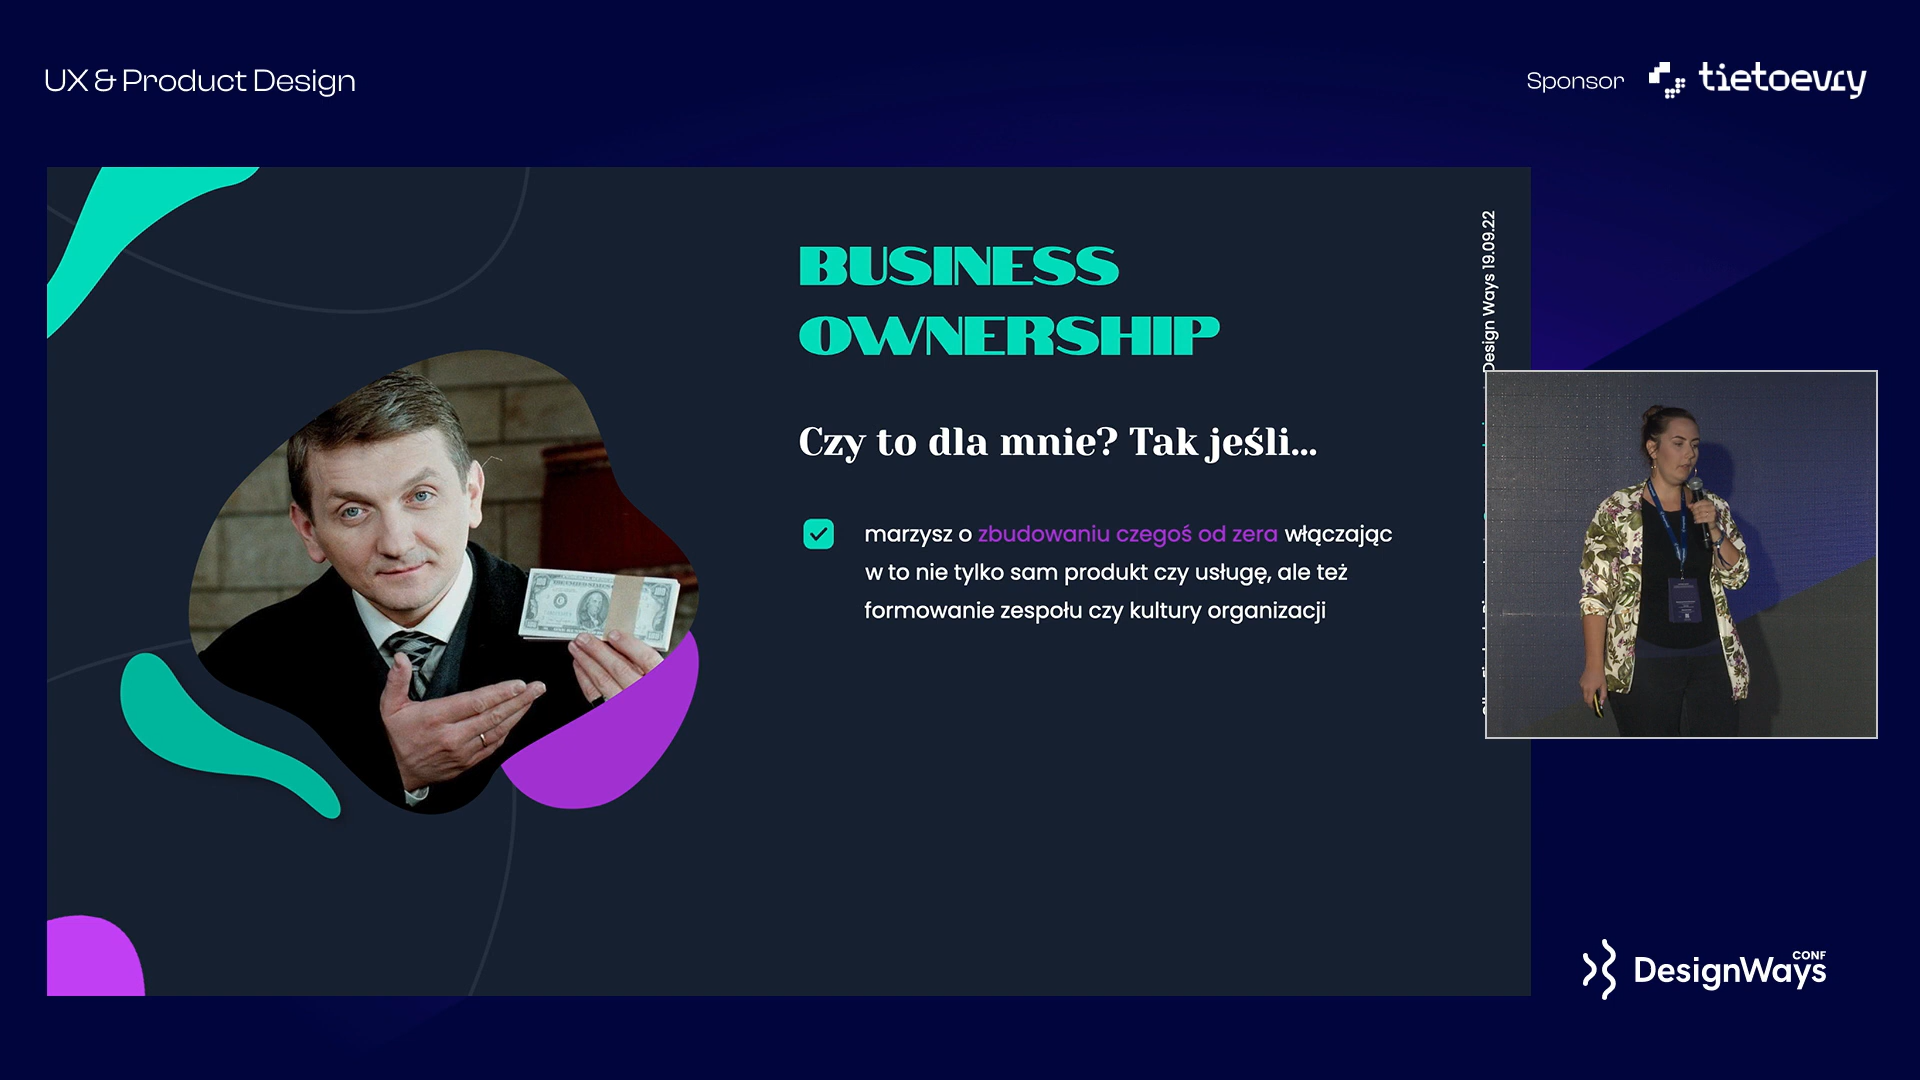 UX & Product Design
Sponsor tietoevry
BUSINESS
OWNERSHIP
Czy to dla mnie? Tak jeśli...
marzysz o zbudowaniu czegoś od zera włączając
w to nie tylko sam produkt czy usługę, ale też
formowanie zespołu czy kultury organizacji
Design Ways 19.09.22
DesignWays CONF